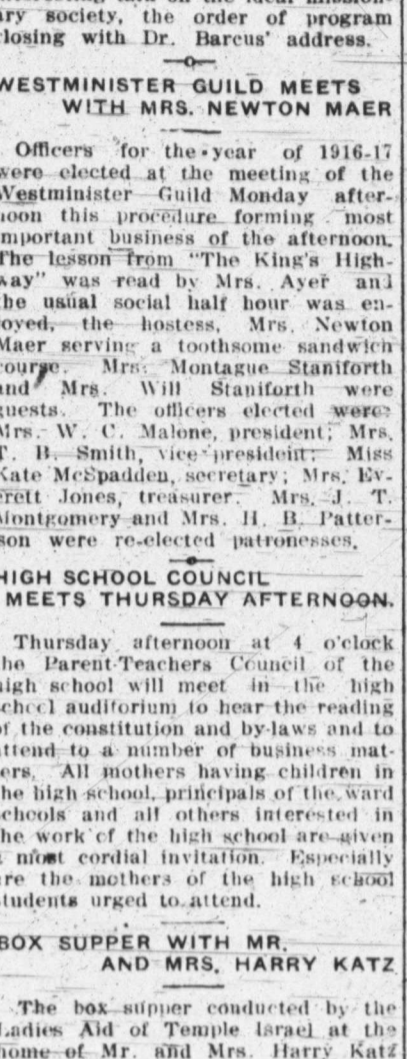 ary society, the order of program
closing with Dr. Barcus' address.
WESTMINISTER GUILD MEETS
WITH MRS. NEWTON MAER
Officers for the year of 1916-17
were elected at the meeting of the
Westminister Guild Monday after-
noon this procedure forming most
important business of the afternoon.
The lesson from "The King's High-
way" was read by Mrs. Ayer and
the usual social half hour was en-
joyed, the hostess, Mrs. Newton
Maer serving a toothsome sandwich
course. Mrs. Montague Staniforth
and Mrs. Will Staniforth were
guests. The officers elected were:
Mrs. W. C. Malone, president; Mrs.
T. B. Smith, vice president; Miss
Kate McSpadden, secretary; Mrs. Ev-
erett Jones, treasurer. Mrs. J. T.
Montgomery and Mrs. H. B. Patter-
son were re-elected patronesses.
HIGH SCHOOL COUNCIL
MEETS THURSDAY AFTERNOON.
Thursday afternoon at 4 o'clock
the Parent-Teachers Council of the
high school will meet in the high
school auditorium to hear the reading
of the constitution and by-laws and to
attend to a number of business mat-
ters. All mothers having children in
the high school, principals of the ward
schools and all others interested in
the work of the high school are given
a most cordial invitation. Especially
are the mothers of the high school
students urged to attend.
BOX SUPPER WITH MR.
AND MRS. HARRY KATZ
The box supper conducted by the
Ladies Aid of Temple Israel at the
home of Mr. and Mrs. Harry Katz